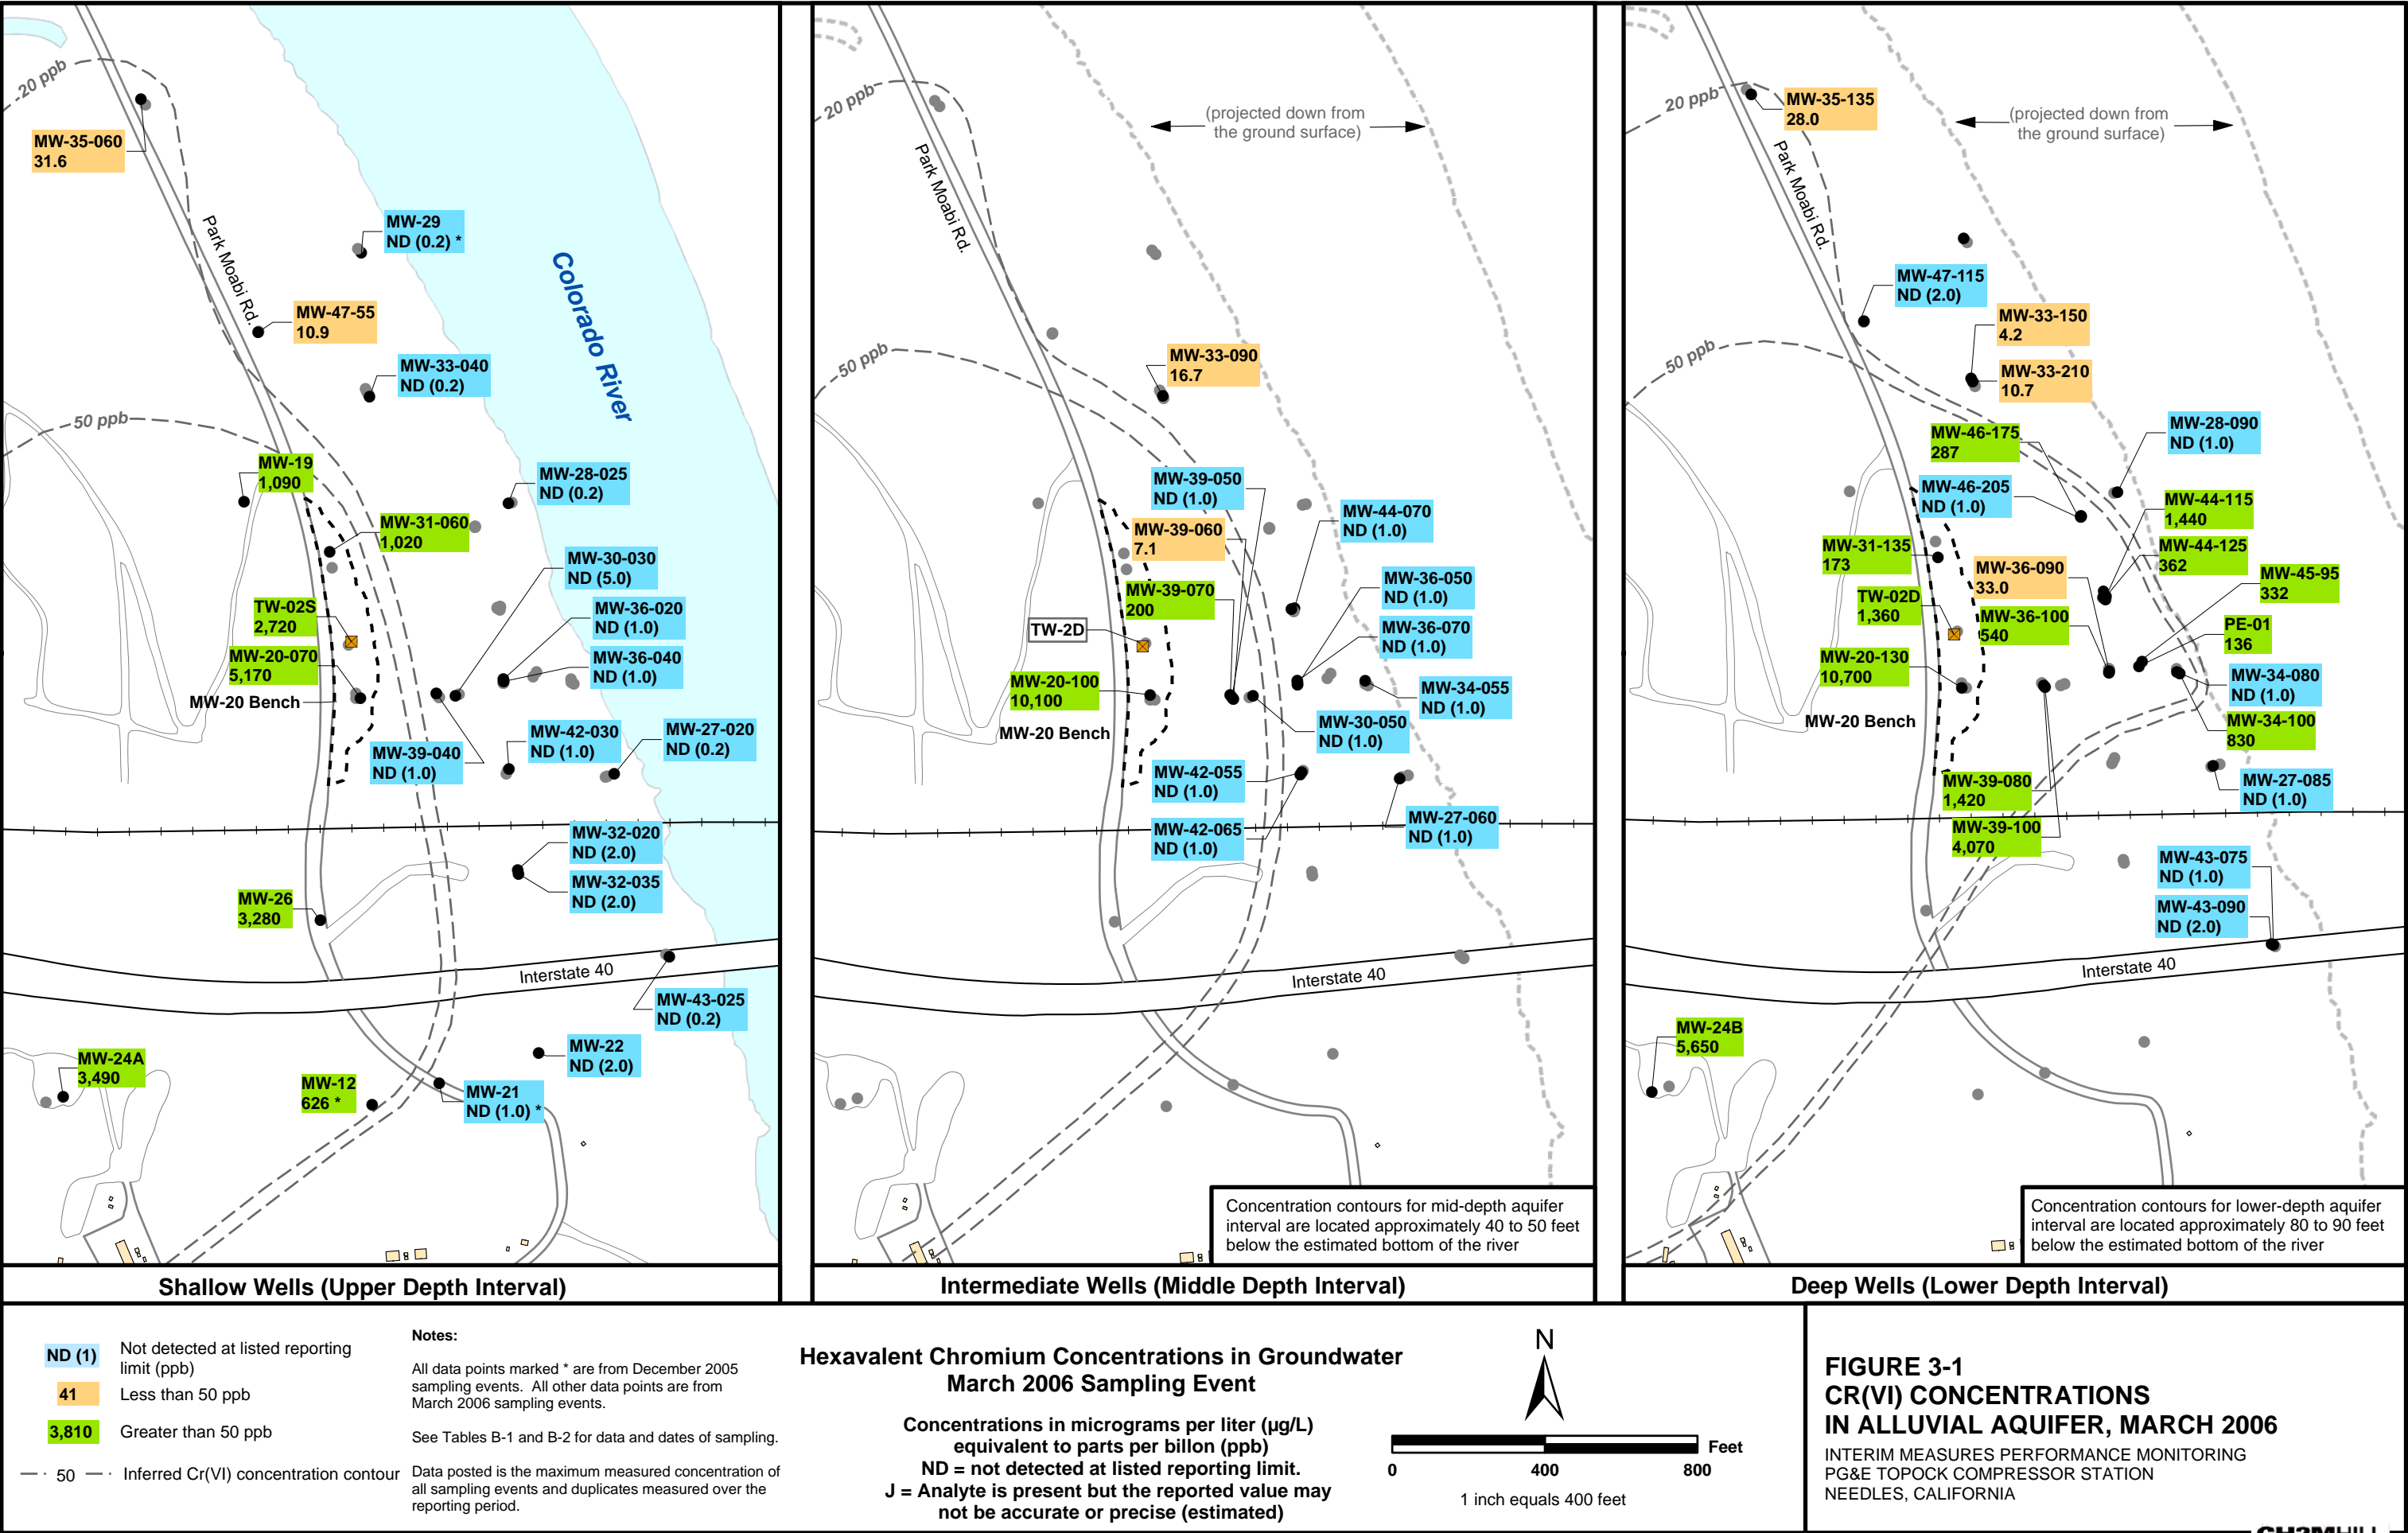 20 ppb
MW-35-060
31.6
Park Moabi Rd.
MW-29
ND (0.2) *
Colorado River
MW-47-55
10.9
MW-33-040
ND (0.2)
50 ppb
MW-19
1,090
MW-28-025
ND (0.2)
MW-31-060
1,020
MW-30-030
ND (5.0)
TW-02S
2,720
MW-36-020
ND (1.0)
MW-20-070
5,170
MW-36-040
ND (1.0)
MW-20 Bench
MW-39-040
ND (1.0)
MW-42-030
ND (1.0)
MW-27-020
ND (0.2)
MW-32-020
ND (2.0)
MW-32-035
ND (2.0)
MW-26
3,280
Interstate 40
MW-43-025
ND (0.2)
MW-22
ND (2.0)
MW-24A
3,490
MW-12
626 *
MW-21
ND (1.0) *
Shallow Wells (Upper Depth Interval)
20 ppb
(projected down from
the ground surface)
Park Moabi Rd.
50 ppb
MW-33-090
16.7
MW-39-050
ND (1.0)
MW-44-070
ND (1.0)
MW-39-060
7.1
MW-36-050
ND (1.0)
MW-39-070
200
MW-36-070
ND (1.0)
TW-2D
MW-20-100
10,100
MW-34-055
ND (1.0)
MW-20 Bench
MW-30-050
ND (1.0)
MW-42-055
ND (1.0)
MW-27-060
ND (1.0)
MW-42-065
ND (1.0)
Interstate 40
Concentration contours for mid-depth aquifer
interval are located approximately 40 to 50 feet
below the estimated bottom of the river
Intermediate Wells (Middle Depth Interval)
20 ppb
MW-35-135
28.0
(projected down from
the ground surface)
Park Moabi Rd.
MW-47-115
ND (2.0)
MW-33-150
4.2
50 ppb
MW-33-210
10.7
MW-46-175
287
MW-28-090
ND (1.0)
MW-46-205
ND (1.0)
MW-44-115
1,440
MW-31-135
173
MW-44-125
362
MW-36-090
33.0
MW-45-95
332
TW-02D
1,360
MW-36-100
540
PE-01
136
MW-20-130
10,700
MW-34-080
ND (1.0)
MW-20 Bench
MW-34-100
830
MW-39-080
1,420
MW-27-085
ND (1.0)
MW-39-100
4,070
MW-43-075
ND (1.0)
MW-43-090
ND (2.0)
Interstate 40
MW-24B
5,650
Concentration contours for lower-depth aquifer
interval are located approximately 80 to 90 feet
below the estimated bottom of the river
Deep Wells (Lower Depth Interval)
ND (1)
Not detected at listed reporting
limit (ppb)
41
Less than 50 ppb
3,810
Greater than 50 ppb
50
Inferred Cr(VI) concentration contour
Notes:
All data points marked * are from December 2005
sampling events. All other data points are from
March 2006 sampling events.
See Tables B-1 and B-2 for data and dates of sampling.
Data posted is the maximum measured concentration of
all sampling events and duplicates measured over the
reporting period.
Hexavalent Chromium Concentrations in Groundwater
March 2006 Sampling Event
Concentrations in micrograms per liter (µg/L)
equivalent to parts per billon (ppb)
ND = not detected at listed reporting limit.
J = Analyte is present but the reported value may
not be accurate or precise (estimated)
N
Feet
0 400 800
1 inch equals 400 feet
FIGURE 3-1
CR(VI) CONCENTRATIONS
IN ALLUVIAL AQUIFER, MARCH 2006
INTERIM MEASURES PERFORMANCE MONITORING
PG&E TOPOCK COMPRESSOR STATION
NEEDLES, CALIFORNIA